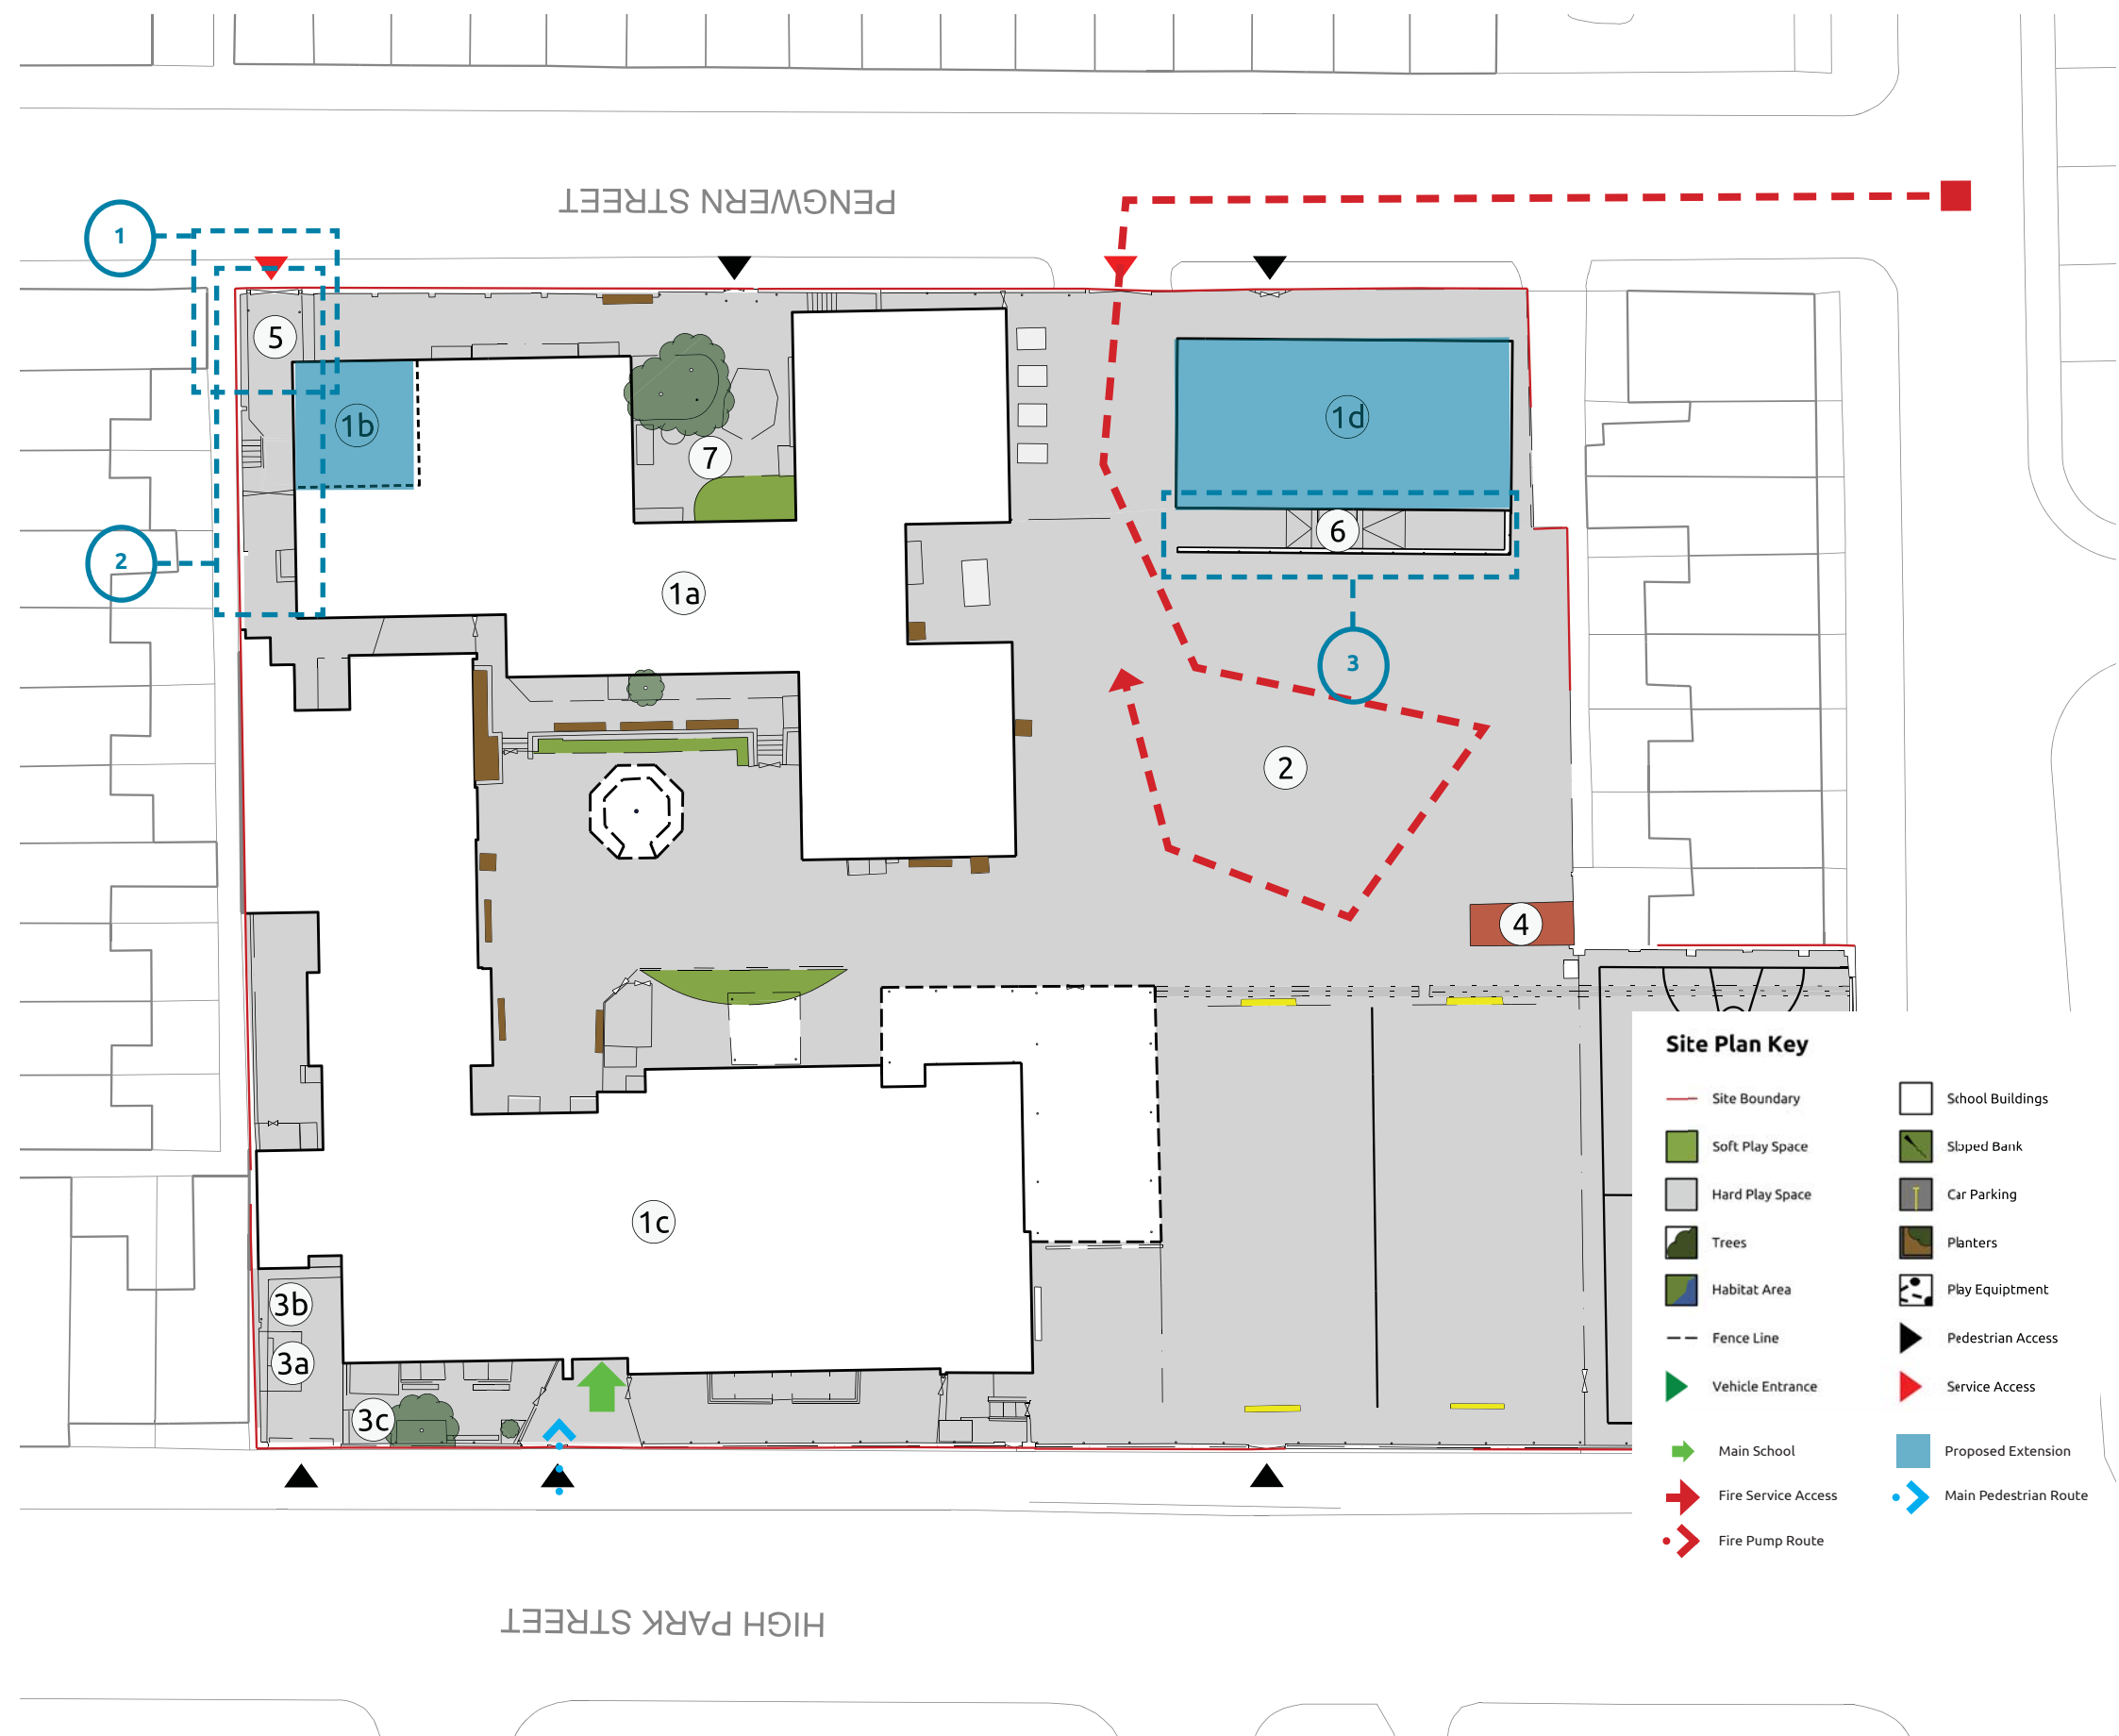 PENGWERN STREET
1
5
1b
1d
7
6
2
1a
3
2
4
1c
3b
3a
3c
Site Plan Key
Site Boundary
School Buildings
Soft Play Space
Sloped Bank
Hard Play Space
Car Parking
Trees
Planters
Habitat Area
Play Equiptment
Fence Line
Pedestrian Access
Vehicle Entrance
Service Access
Main School
Proposed Extension
Fire Service Access
Main Pedestrian Route
Fire Pump Route
HIGH PARK STREET